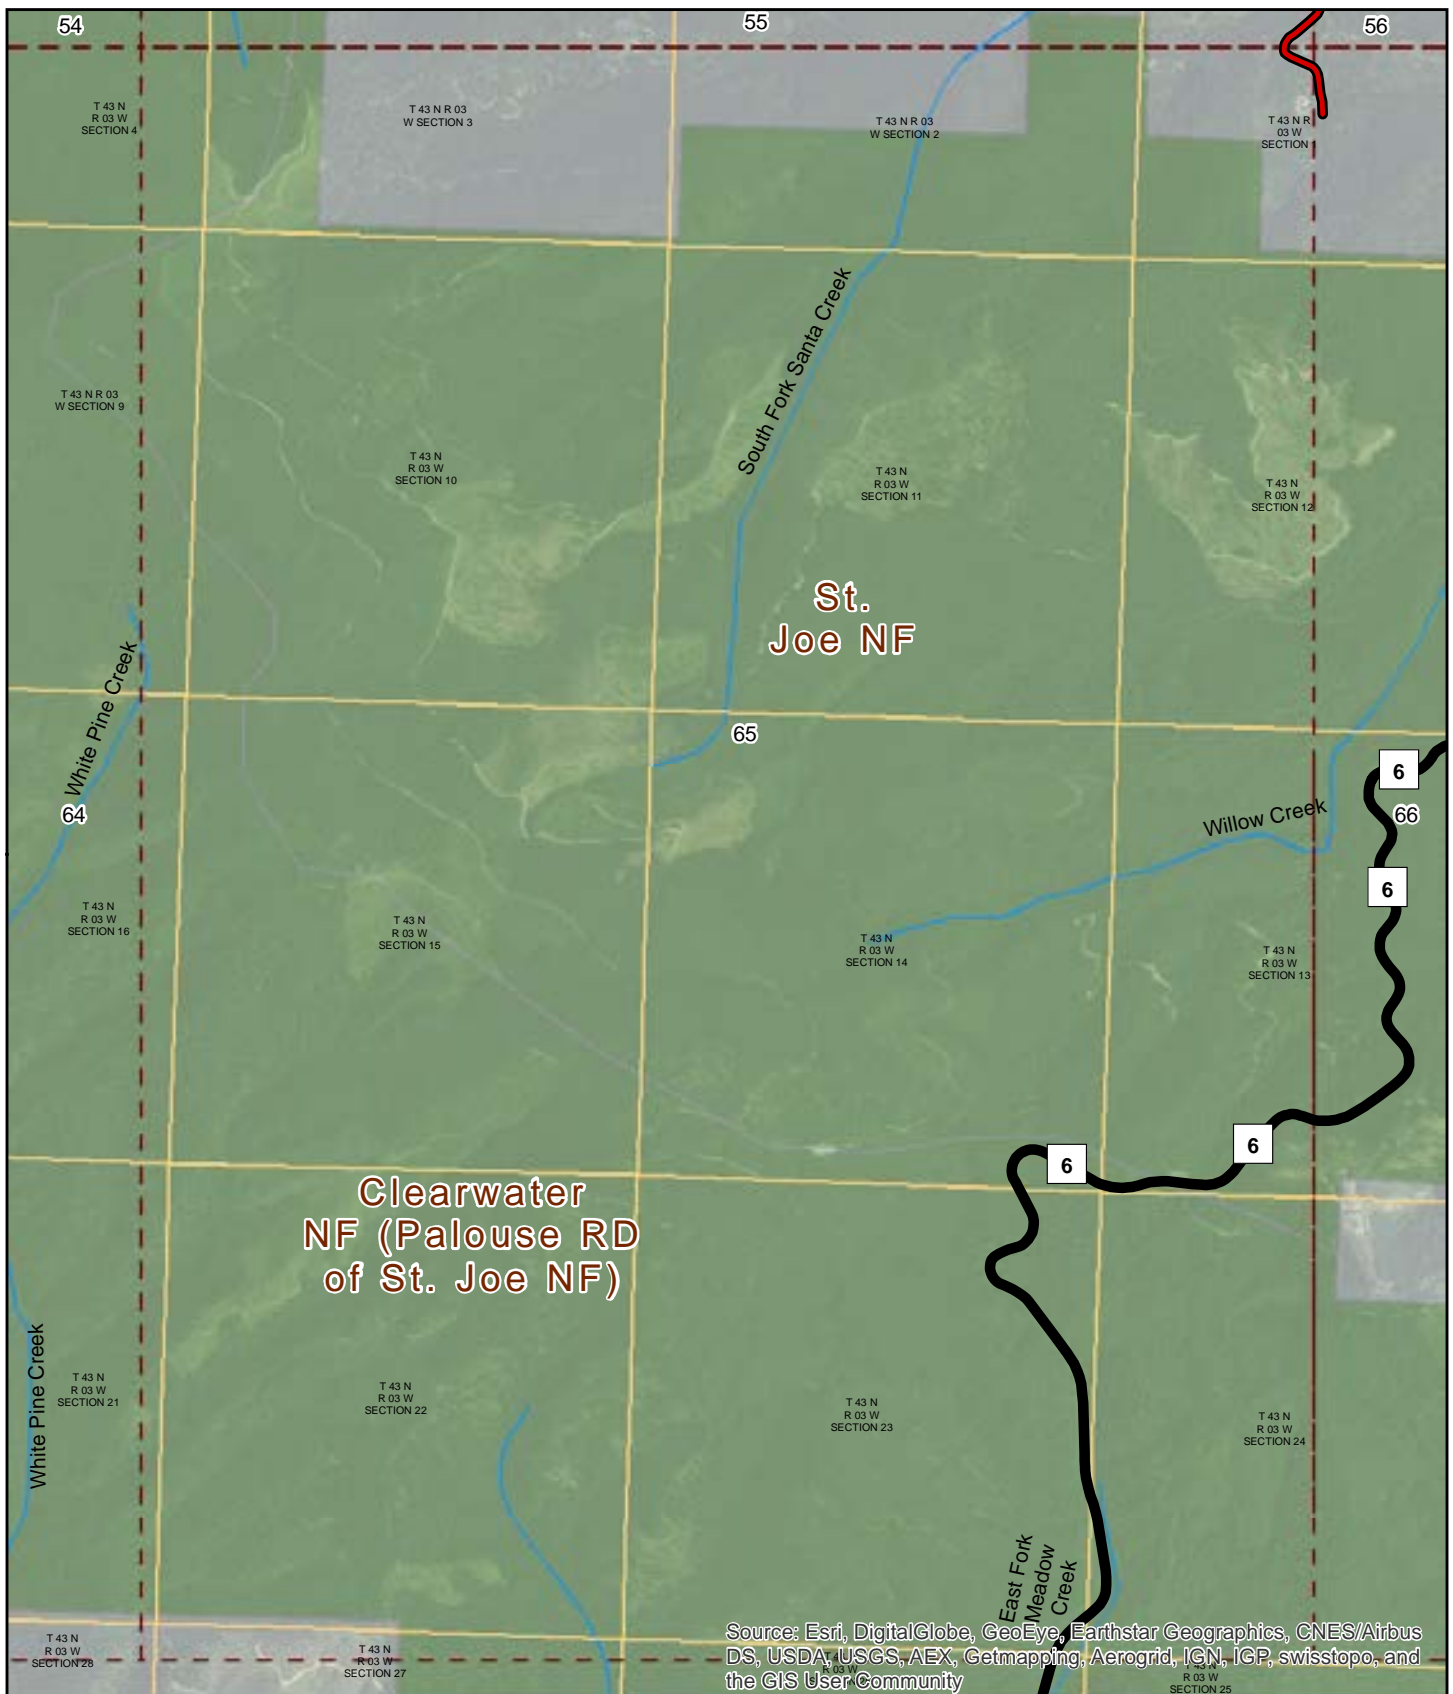 54
55
56
T 43 N
R 03 W
SECTION 4
T 43 N R 03
W SECTION 3
T 43 N R 03
W SECTION 2
T 43 N R
03 W
SECTION 1
South Fork Santa Creek
T 43 N R 03
W SECTION 9
T 43 N
R 03 W
SECTION 10
T 43 N
R 03 W
SECTION 11
T 43 N
R 03 W
SECTION 12
St.
Joe NF
White Pine Creek
65
6
64
Willow Creek
66
6
T 43 N
R 03 W
SECTION 16
T 43 N
R 03 W
SECTION 15
T 43 N
R 03 W
SECTION 14
T 43 N
R 03 W
SECTION 13
6
6
Clearwater
NF (Palouse RD
of St. Joe NF)
White Pine Creek
T 43 N
R 03 W
SECTION 21
T 43 N
R 03 W
SECTION 22
T 43 N
R 03 W
SECTION 23
T 43 N
R 03 W
SECTION 24
East Fork
Meadow
Creek
T 43 N
R 03 W
SECTION 28
T 43 N
R 03 W
SECTION 27
R 03 W
SECTION 25
Source: Esri, DigitalGlobe, GeoEye, Earthstar Geographics, CNES/Airbus
DS, USDA, USGS, AEX, Getmapping, Aerogrid, IGN, IGP, swisstopo, and
the GIS User Community